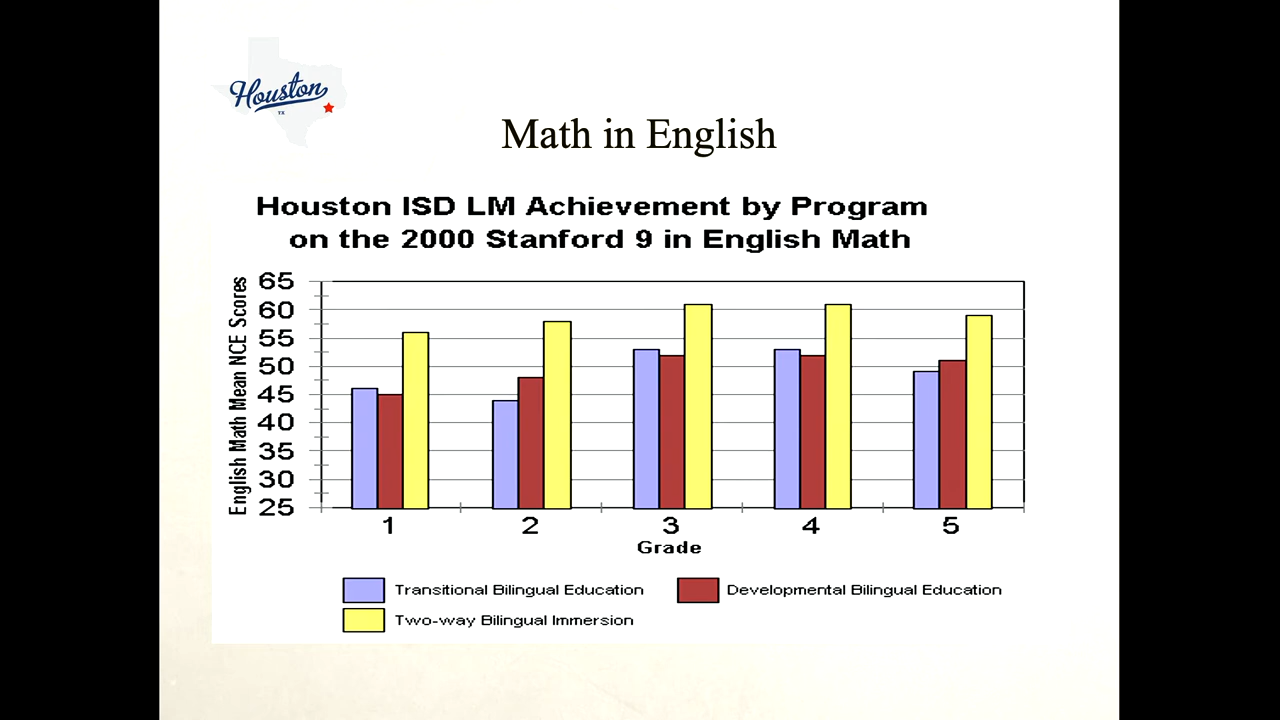 Houston
TX
Math in English
Houston ISD LM Achievement by Program
on the 2000 Stanford 9 in English Math
English Math Mean NCE Scores
65
60
55
50
45
40
35
30
25
1 2 3 4 5
Grade
Transitional Bilingual Education Developmental Bilingual Education
Two-way Bilingual Immersion